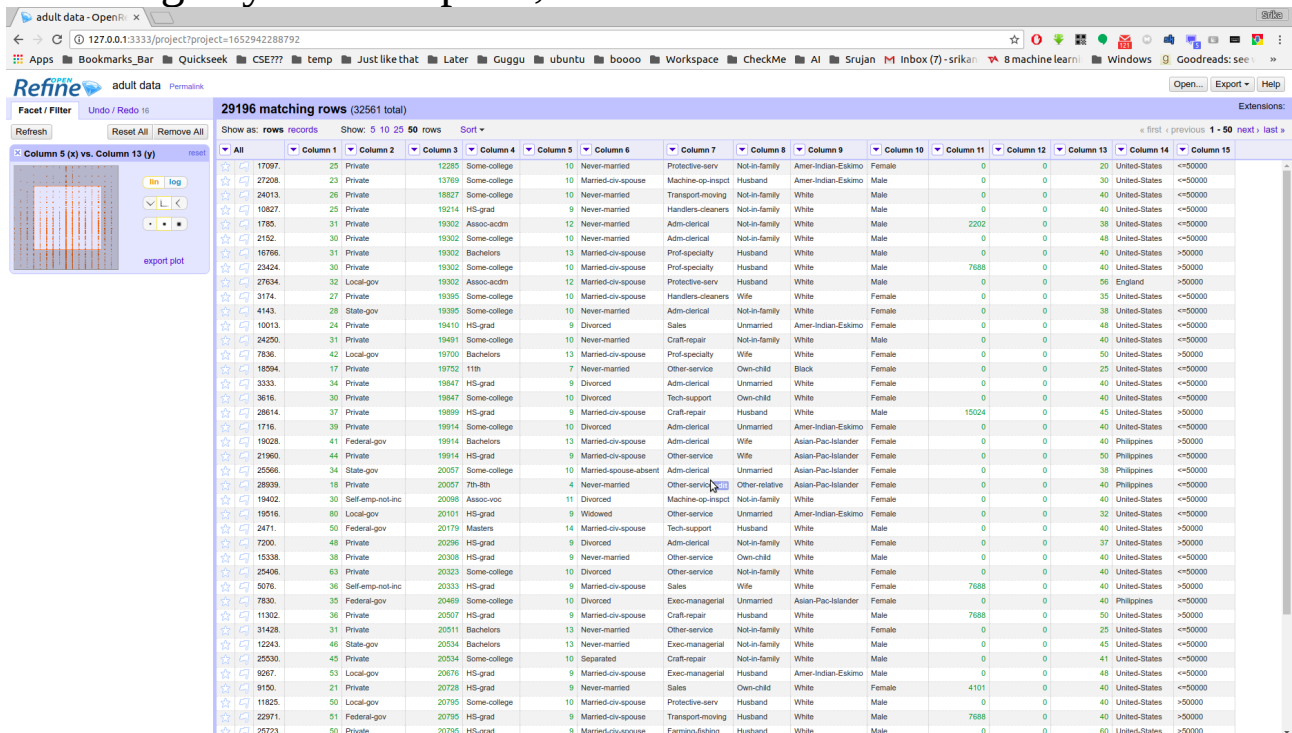 adult data - OpenR
Srika
127.0.0.1:3333/project?project=1652942288792
Apps Bookmarks_Bar Quickseek CSE??? temp Just like that Later Guggu ubuntu boooo Workspace CheckMe AI Srujan Inbox (7) - srikan 8 machine learni Windows Goodreads: see
OPEN
Refine adult data Permalink Open... Export Help
Facet / Filter Undo / Redo 16 29196 matching rows (32561 total) Extensions:
Refresh Reset All Remove All Show as: rows records Show: 5 10 25 50 rows Sort « first ‹ previous 1 - 50 next › last »
Column 5 (x) vs. Column 13 (y) reset
lin log
export plot
All Column 1 Column 2 Column 3 Column 4 Column 5 Column 6 Column 7 Column 8 Column 9 Column 10 Column 11 Column 12 Column 13 Column 14 Column 15
17097. 25 Private 12285 Some-college 10 Never-married Protective-serv Not-in-family Amer-Indian-Eskimo Female 0 0 20 United-States <=50000
27208. 23 Private 13769 Some-college 10 Married-civ-spouse Machine-op-inspct Husband Amer-Indian-Eskimo Male 0 0 30 United-States <=50000
24013. 26 Private 18827 Some-college 10 Never-married Transport-moving Not-in-family White Male 0 0 40 United-States <=50000
10827. 25 Private 19214 HS-grad 9 Never-married Handlers-cleaners Not-in-family White Male 0 0 40 United-States <=50000
1785. 31 Private 19302 Assoc-acdm 12 Never-married Adm-clerical Not-in-family White Male 2202 0 38 United-States <=50000
2152. 30 Private 19302 Some-college 10 Never-married Adm-clerical Not-in-family White Male 0 0 48 United-States <=50000
16766. 31 Private 19302 Bachelors 13 Married-civ-spouse Prof-specialty Husband White Male 0 0 40 United-States >50000
23424. 30 Private 19302 Some-college 10 Married-civ-spouse Prof-specialty Husband White Male 7688 0 40 United-States >50000
27634. 32 Local-gov 19302 Assoc-acdm 12 Married-civ-spouse Protective-serv Husband White Male 0 0 56 England >50000
3174. 27 Private 19395 Some-college 10 Married-civ-spouse Handlers-cleaners Wife White Female 0 0 35 United-States <=50000
4143. 28 State-gov 19395 Some-college 10 Never-married Adm-clerical Not-in-family White Female 0 0 38 United-States <=50000
10013. 24 Private 19410 HS-grad 9 Divorced Sales Unmarried Amer-Indian-Eskimo Female 0 0 48 United-States <=50000
24250. 31 Private 19491 Some-college 10 Never-married Craft-repair Not-in-family White Male 0 0 40 United-States <=50000
7836. 42 Local-gov 19700 Bachelors 13 Married-civ-spouse Prof-specialty Wife White Female 0 0 50 United-States >50000
18594. 17 Private 19752 11th 7 Never-married Other-service Own-child Black Female 0 0 25 United-States <=50000
3333. 34 Private 19847 HS-grad 9 Divorced Adm-clerical Unmarried White Female 0 0 40 United-States <=50000
3616. 30 Private 19847 Some-college 10 Divorced Tech-support Own-child White Female 0 0 40 United-States <=50000
28614. 37 Private 19899 HS-grad 9 Married-civ-spouse Craft-repair Husband White Male 15024 0 45 United-States >50000
1716. 39 Private 19914 Some-college 10 Divorced Adm-clerical Unmarried Amer-Indian-Eskimo Female 0 0 40 United-States <=50000
19028. 41 Federal-gov 19914 Bachelors 13 Married-civ-spouse Adm-clerical Wife Asian-Pac-Islander Female 0 0 40 Philippines >50000
21960. 44 Private 19914 HS-grad 9 Married-civ-spouse Other-service Wife Asian-Pac-Islander Female 0 0 50 Philippines >50000
25566. 34 State-gov 20057 Some-college 10 Married-spouse-absent Adm-clerical Unmarried Asian-Pac-Islander Female 0 0 38 Philippines <=50000
28939. 18 Private 20057 7th-8th 4 Never-married Other-servic Other-relative Asian-Pac-Islander Female 0 0 40 Philippines <=50000
19402. 30 Self-emp-not-inc 20098 Assoc-voc 11 Divorced Machine-op-inspct Not-in-family White Female 0 0 40 United-States <=50000
19516. 80 Local-gov 20101 HS-grad 9 Widowed Other-service Unmarried Amer-Indian-Eskimo Female 0 0 32 United-States <=50000
2471. 50 Federal-gov 20179 Masters 14 Married-civ-spouse Tech-support Husband White Male 0 0 40 United-States >50000
7200. 48 Private 20296 HS-grad 9 Divorced Adm-clerical Not-in-family White Female 0 0 37 United-States >50000
15338. 38 Private 20308 HS-grad 9 Never-married Other-service Own-child White Male 0 0 40 United-States <=50000
25406. 63 Private 20323 Some-college 10 Divorced Other-service Not-in-family White Female 0 0 40 United-States <=50000
5076. 36 Self-emp-not-inc 20333 HS-grad 9 Married-civ-spouse Sales Wife White Female 7688 0 40 United-States >50000
7830. 35 Federal-gov 20469 Some-college 10 Divorced Exec-managerial Unmarried Asian-Pac-Islander Female 0 0 40 Philippines <=50000
11302. 36 Private 20507 HS-grad 9 Married-civ-spouse Craft-repair Husband White Male 7688 0 50 United-States >50000
31428. 31 Private 20511 Bachelors 13 Never-married Other-service Not-in-family White Female 0 0 25 United-States <=50000
12243. 46 State-gov 20534 Bachelors 13 Never-married Exec-managerial Not-in-family White Male 0 0 45 United-States <=50000
25530. 45 Private 20534 Some-college 10 Separated Craft-repair Not-in-family White Male 0 0 41 United-States <=50000
9267. 53 Local-gov 20676 HS-grad 9 Married-civ-spouse Exec-managerial Husband Amer-Indian-Eskimo Male 0 0 48 United-States <=50000
9150. 21 Private 20728 HS-grad 9 Never-married Sales Own-child White Female 4101 0 40 United-States <=50000
11825. 50 Local-gov 20795 Some-college 10 Married-civ-spouse Protective-serv Husband White Male 0 0 40 United-States >50000
22971. 51 Federal-gov 20795 HS-grad 9 Married-civ-spouse Transport-moving Husband White Male 7688 0 40 United-States >50000
25723 50 Private 20795 HS-grad 9 Married-civ-spouse Farming-fishing Husband White Male 0 0 60 United-States >50000